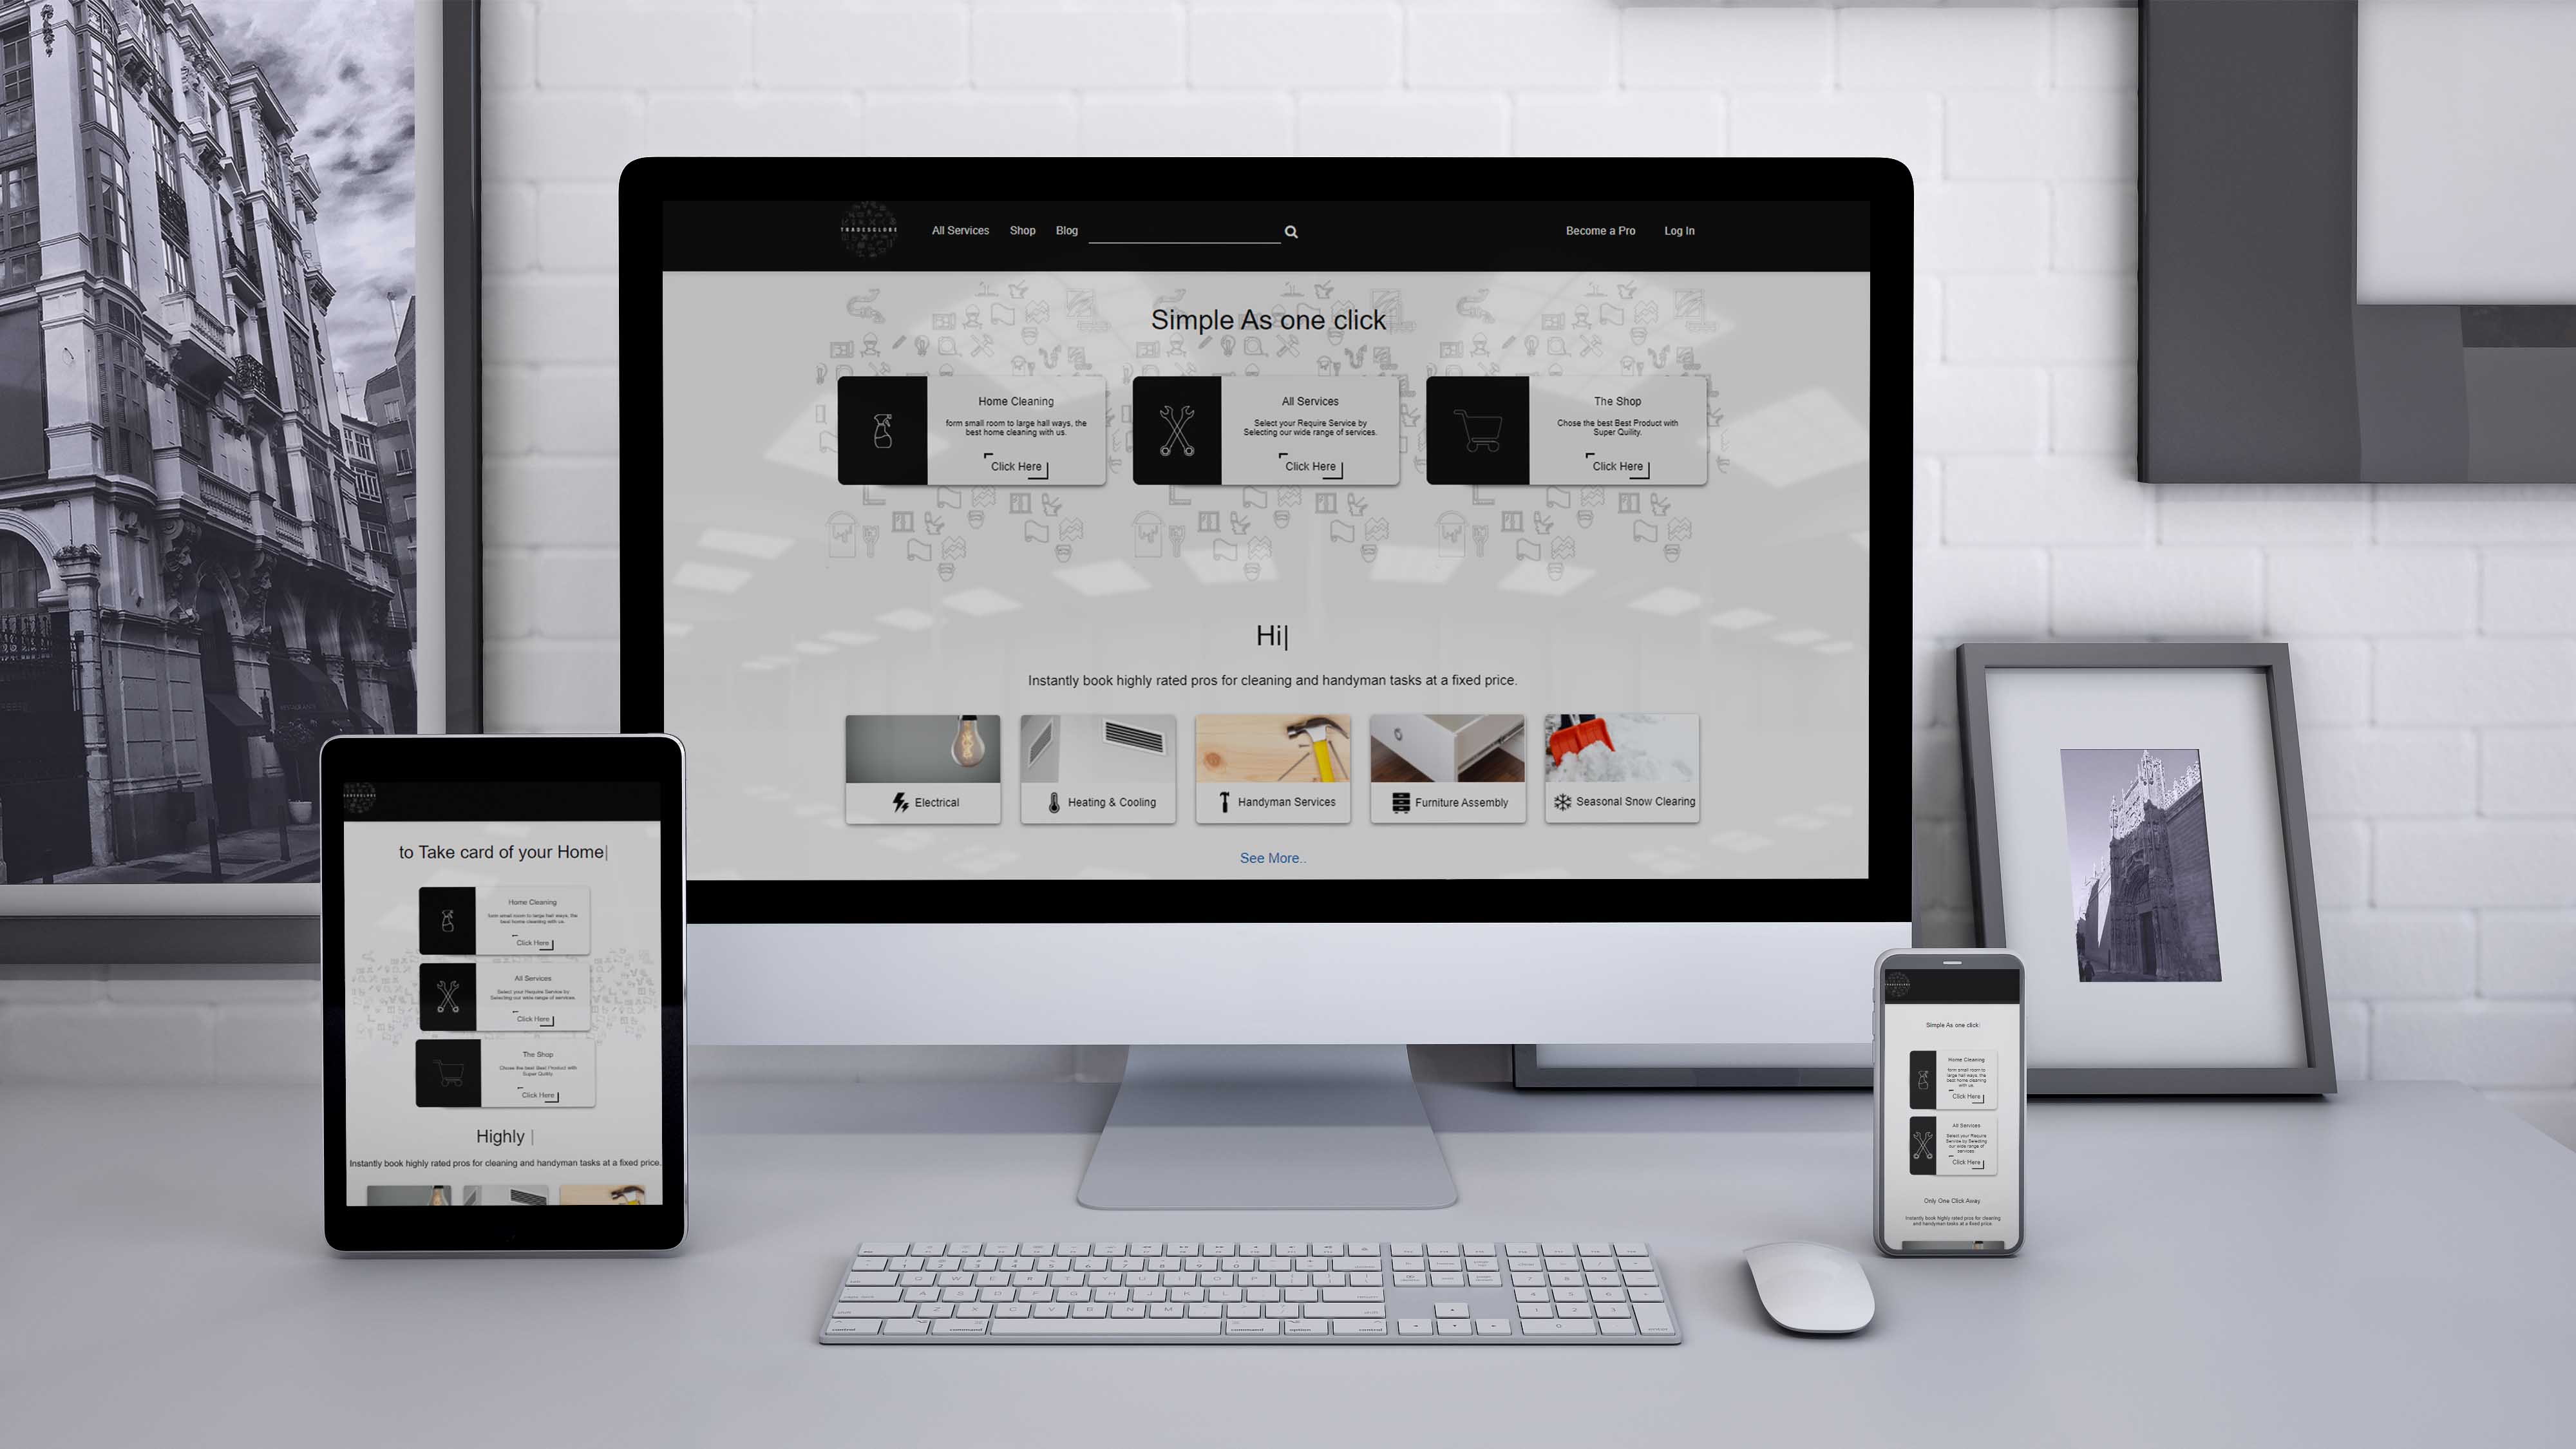 TRADESGLOBE
All Services
Shop
Blog
Become a Pro
Log In
Simple As one click
Home Cleaning
form small room to large hall ways, the
best home cleaning with us.
Click Here
All Services
Select your Require Service by
Selecting our wide range of services.
Click Here
The Shop
Chose the best Best Product with
Super Quility.
Click Here
Hi|
Instantly book highly rated pros for cleaning and handyman tasks at a fixed price.
Electrical
Heating & Cooling
Handyman Services
Furniture Assembly
Seasonal Snow Clearing
See More..
to Take card of your Home|
Home Cleaning
form small room to large hall ways, the
best home cleaning with us.
Click Here
All Services
Select your Require Service by
Selecting our wide range of services.
Click Here
The Shop
Chose the best Best Product with
Super Quility
Click Here
Highly |
Instantly book highly rated pros for cleaning and handyman tasks at a fixed price.
Simple As one click|
Home Cleaning
form small room to
large hall ways, the
best home cleaning
with us.
Click Here
All Services
Select your Require
Service by Selecting
our wide range of
services
Click Here
Only One Click Away
Instantly book highly rated pros for cleaning
and handyman tasks at a fixed price